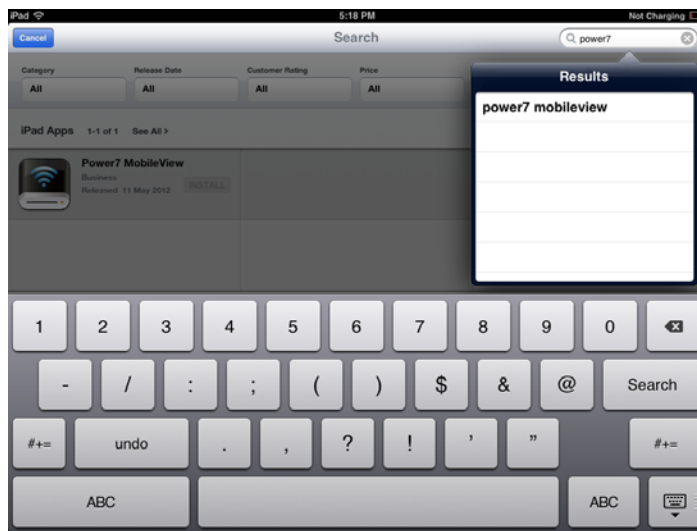 iPad 5:18 PM Not Charging
Cancel Search power7
Category Release Date Customer Rating Price
All All All All
Results
power7 mobileview
iPad Apps 1-1 of 1 See All >
Power7 MobileView
Business
Released 11 May 2012 INSTALL
1 2 3 4 5 6 7 8 9 0
- / : ; ( ) $ & @ Search
#+= undo . , ? ! ' " #+=
ABC ABC